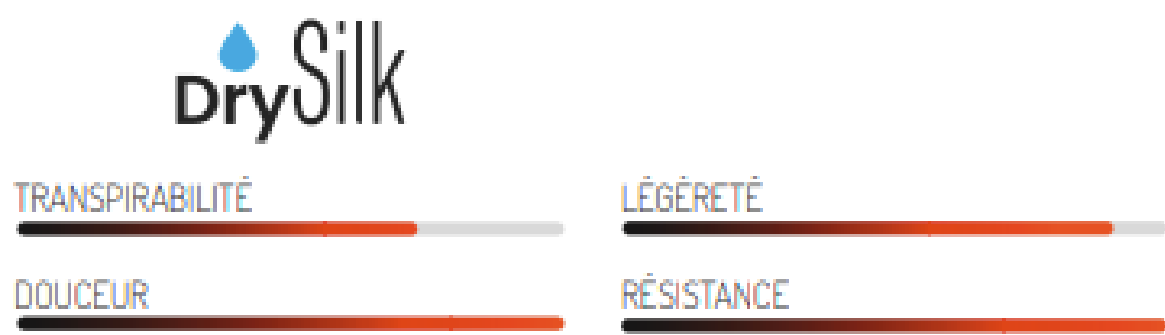 DrySilk
TRANSPIRABILITÉ
LÉGÈRETÉ
DOUCEUR
RÉSISTANCE